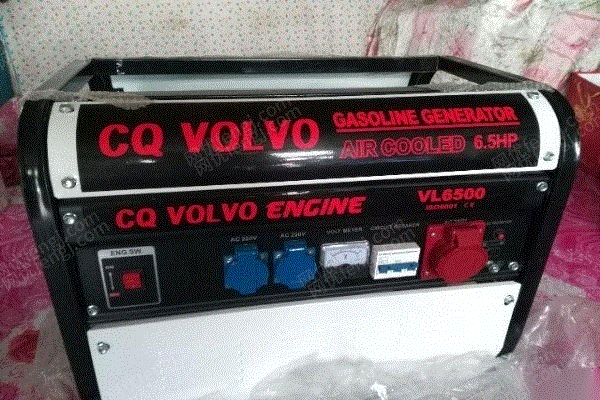 CQ VOLVO
GASOLINE GENERATOR
AIR COOLED 6.5HP
CQ VOLVO ENGINE
VL6500
ENG.SW.
AC 220V
AC 220V
VOLT METER